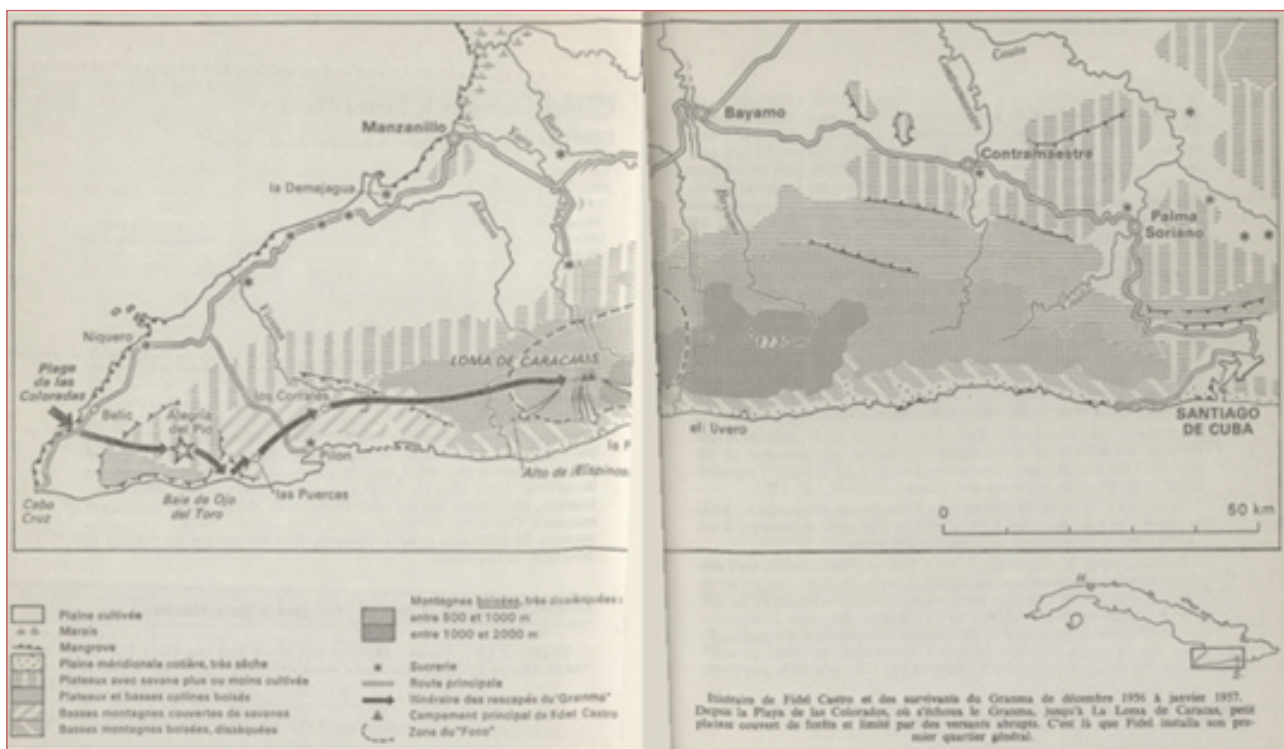 Manzanillo
la Demajagua
Yara
Niquero
Plage
de las
Coloradas
Belic
Alegria
del Pio
los Corrales
LOMA DE CARACAS
Pilon
las Puercas
Baie de Ojo
del Toro
Cabo
Cruz
Bayamo
Cauto
Contramaestre
Palma
Soriano
el Uvero
SANTIAGO
DE CUBA
0 50 km
H
S
Plaine cultivée
Marais
Mangrove
Plaine méridionale cotière, très sèche
Plateaux avec savane plus ou moins cultivée
Plateaux et basses collines boisés
Basses montagnes couvertes de savanes
Basses montagnes boisées, disséquées
Montagnes boisées, très disséquées:
entre 500 et 1000 m
entre 1000 et 2000 m
Sucrerie
Route principale
Itinéraire des rescapés du "Granma"
Campement principal de Fidel Castro
Zone du "Foco"
Itinéraire de Fidel Castro et des survivants du Granma de décembre 1956 à janvier 1957.
Depus la Playa de las Colorados, où s'échoua le Granma, jusqu'à La Loma de Caracas, petit
plateau couvert de forêts et limité par des versants abrupts. C'est là que Fidel installa son pre-
mier quartier général.